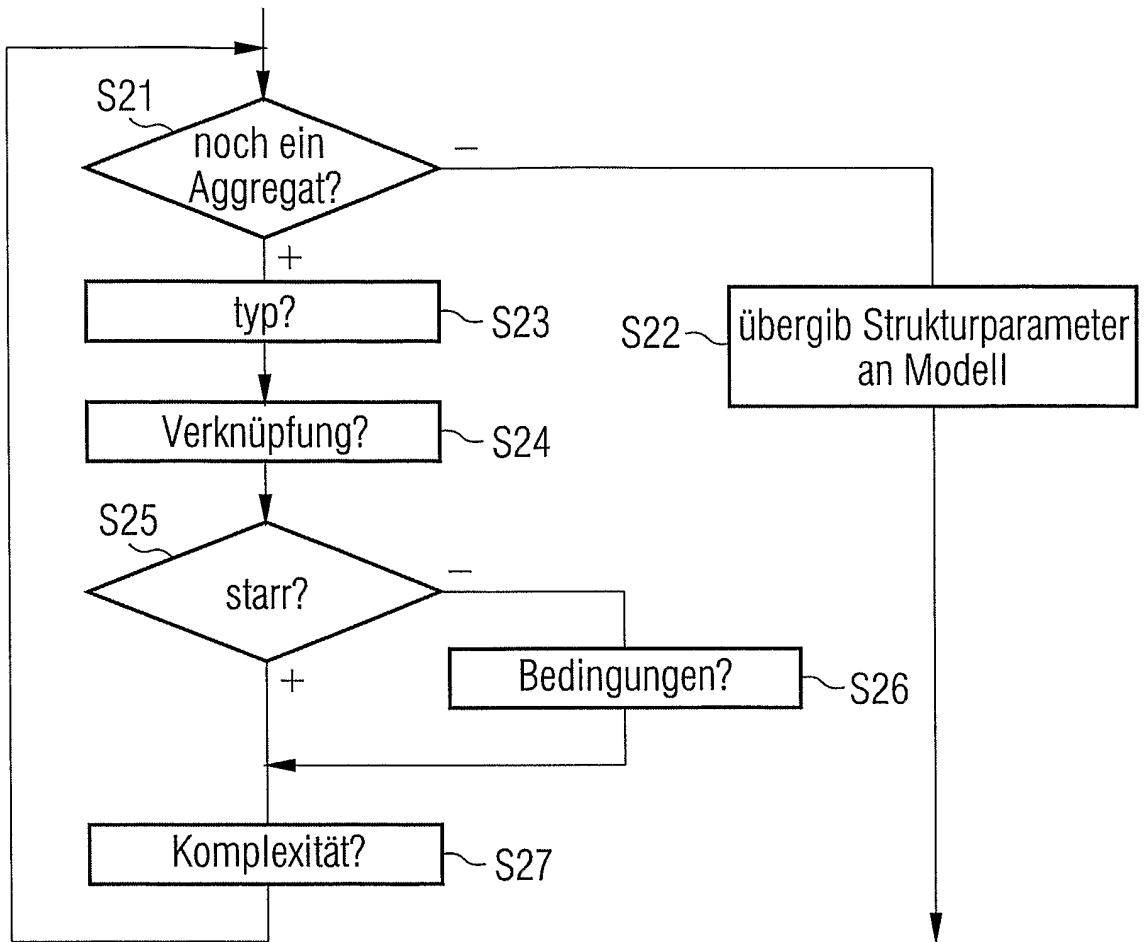 S21
noch ein
Aggregat?
−
+
typ?
S23
S22
übergib Strukturparameter
an Modell
Verknüpfung?
S24
S25
starr?
−
+
Bedingungen?
S26
Komplexität?
S27